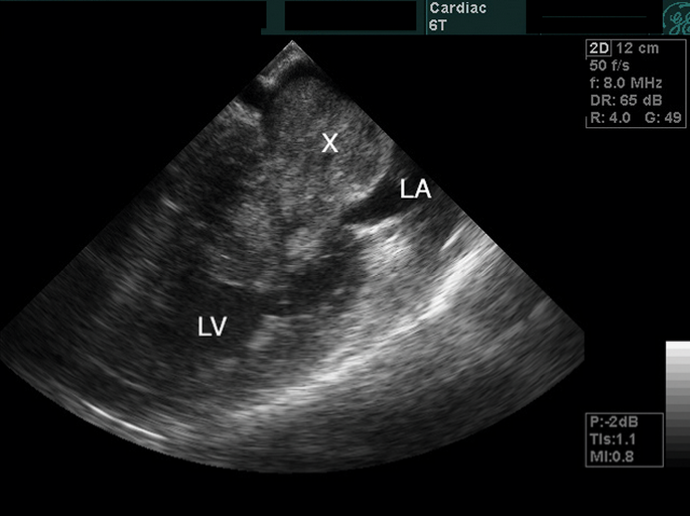 Cardiac
6T
2D 12 cm
50 f/s
f: 8.0 MHz
DR: 65 dB
R: 4.0 G: 49
X
LA
LV
P:-2dB
TIs:1.1
MI:0.8